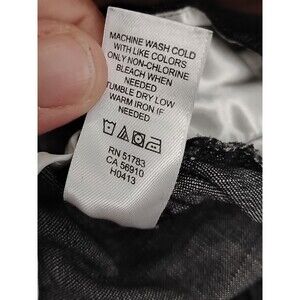 MACHINE WASH COLD
WITH LIKE COLORS
ONLY NON-CHLORINE
BLEACH WHEN
NEEDED
TUMBLE DRY LOW
WARM IRON IF
NEEDED
RN 51783
CA 56910
H0413